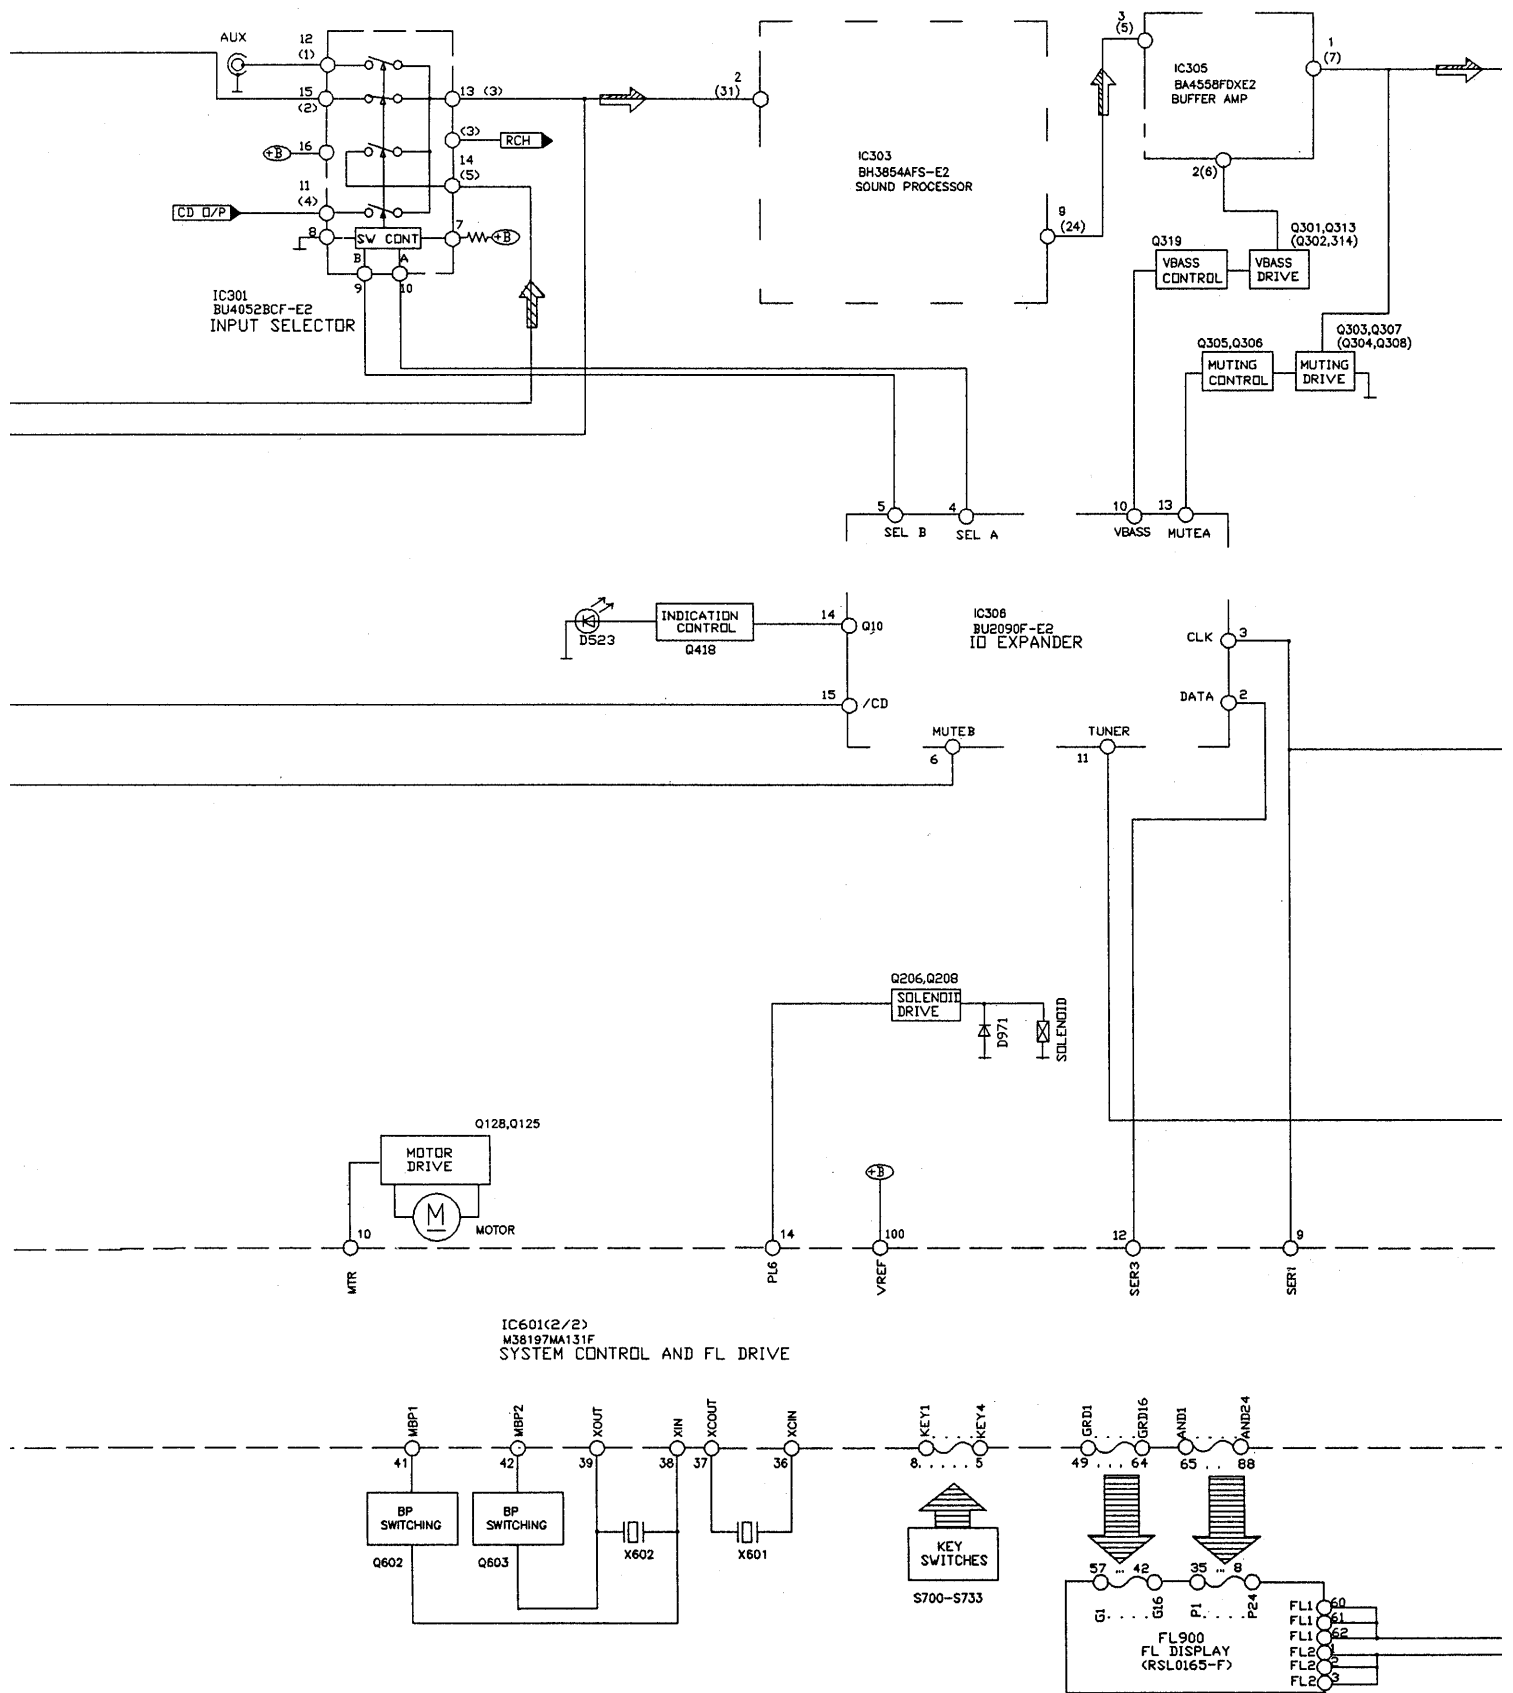 AUX
12
(1)
15
(2)
13 (3)
(3)
RCH
+B
16
14
(5)
11
(4)
CD O/P
8
SW CONT
7
+B
B
A
9
10
IC301
BU4052BCF-E2
INPUT SELECTOR
2
(31)
IC303
BH3854AFS-E2
SOUND PROCESSOR
9
(24)
3
(5)
IC305
BA4558FDXE2
BUFFER AMP
1
(7)
2(6)
Q319
VBASS
CONTROL
Q301,Q313
(Q302,314)
VBASS
DRIVE
Q305,Q306
MUTING
CONTROL
Q303,Q307
(Q304,Q308)
MUTING
DRIVE
5
SEL B
4
SEL A
10
VBASS
13
MUTEA
D523
INDICATION
CONTROL
Q418
14
Q10
IC306
BU2090F-E2
IO EXPANDER
CLK
3
15
/CD
DATA
2
MUTEB
6
TUNER
11
Q206,Q208
SOLENOID
DRIVE
D971
SOLENOID
Q128,Q125
MOTOR
DRIVE
M
MOTOR
+B
10
MTR
14
PL6
100
VREF
12
SER3
9
SER1
IC601(2/2)
M38197MA131F
SYSTEM CONTROL AND FL DRIVE
MBP1
MBP2
XOUT
XIN
XCOUT
XCIN
KEY1
KEY4
GRD1
GRD16
AND1
AND24
41
42
39
38
37
36
8. . . . . 5
49 . . . 64
65 . . 88
BP
SWITCHING
Q602
BP
SWITCHING
Q603
X602
X601
KEY
SWITCHES
S700-S733
57 ... 42
35 ... 8
G1. . . . . G16
P1. . . . . P24
FL900
FL DISPLAY
(RSL0165-F)
FL1 60
FL1 61
FL1 62
FL2 1
FL2 2
FL2 3